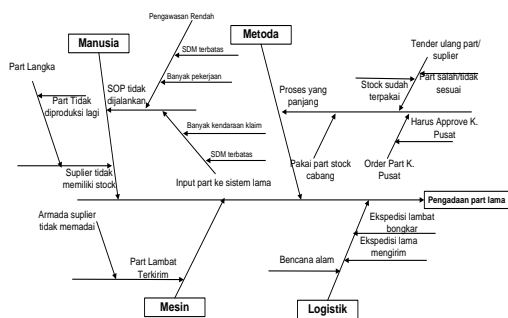 Pengawasan Rendah
Manusia
Metoda
Tender ulang part/
suplier
Part Langka
SDM terbatas
SOP tidak
dijalankan
Banyak pekerjaan
Proses yang
panjang
Stock sudah
terpakai
Part salah/tidak
sesuai
Part Tidak
diproduksi lagi
Banyak kendaraan klaim
Harus Approve K.
Pusat
SDM terbatas
Suplier tidak
memiliki stock
Input part ke sistem lama
Pakai part stock
cabang
Order Part K.
Pusat
Pengadaan part lama
Armada suplier
tidak memadai
Ekspedisi lambat
bongkar
Ekspedisi lama
mengirim
Part Lambat
Terkirim
Bencana alam
Mesin
Logistik